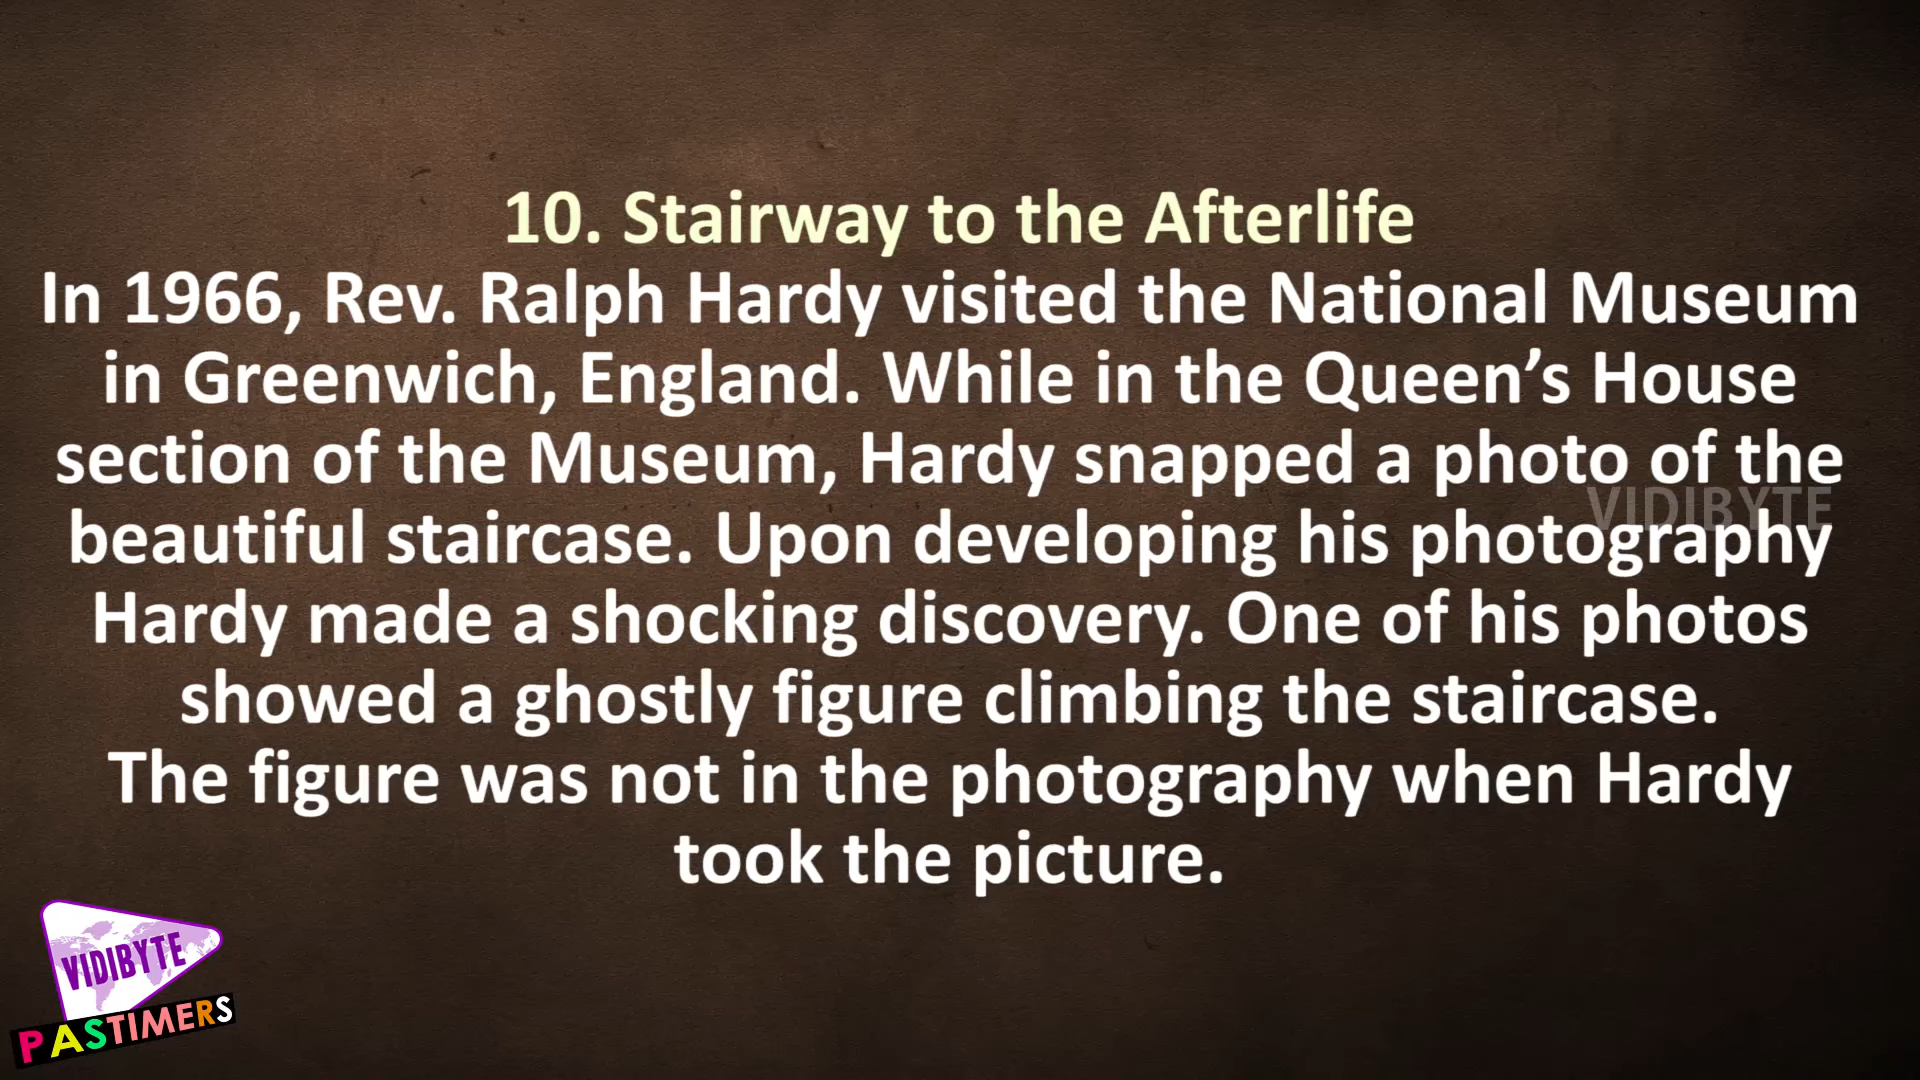 10. Stairway to the Afterlife
In 1966, Rev. Ralph Hardy visited the National Museum
in Greenwich, England. While in the Queen’s House
section of the Museum, Hardy snapped a photo of the
beautiful staircase. Upon developing his photography
Hardy made a shocking discovery. One of his photos
showed a ghostly figure climbing the staircase.
The figure was not in the photography when Hardy
took the picture.
VIDIBYTE
VIDIBYTE
PASTIMERS